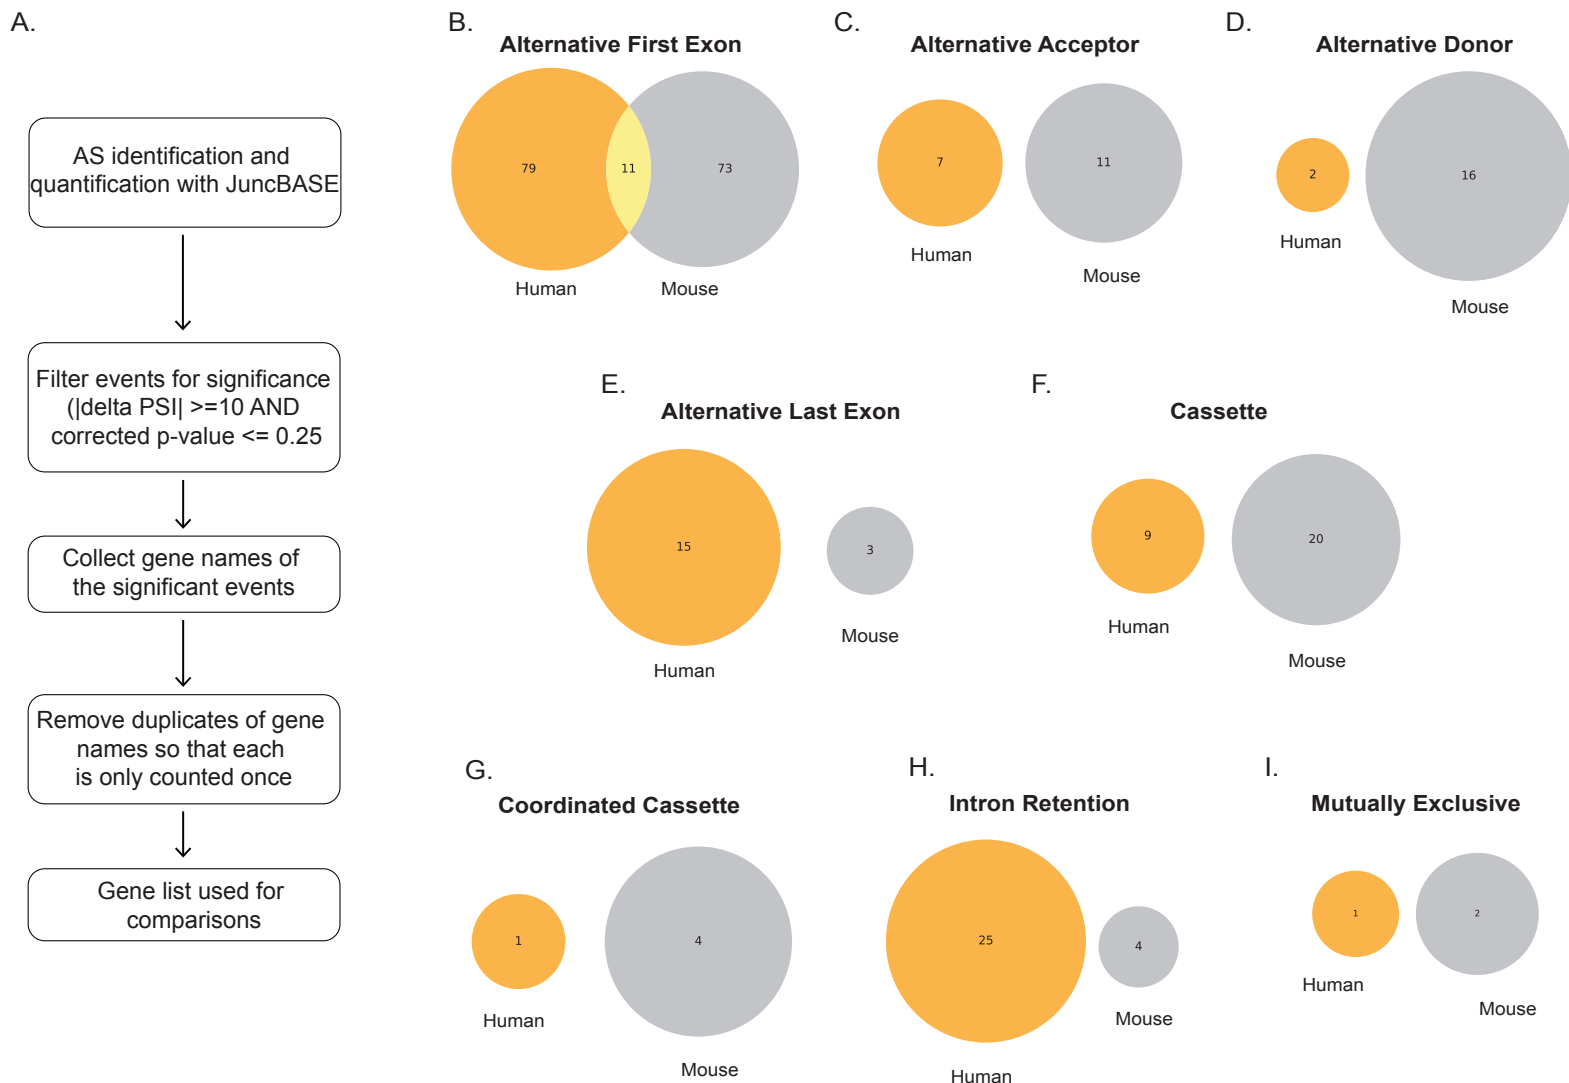 A.
AS identification and
quantification with JuncBASE
Filter events for significance
(|delta PSI| >=10 AND
corrected p-value <= 0.25
Collect gene names of
the significant events
Remove duplicates of gene
names so that each
is only counted once
Gene list used for
comparisons
B.
Alternative First Exon
79
11
73
Human
Mouse
C.
Alternative Acceptor
7
11
Human
Mouse
D.
Alternative Donor
2
16
Human
Mouse
E.
Alternative Last Exon
15
3
Mouse
Human
F.
Cassette
9
20
Human
Mouse
G.
Coordinated Cassette
1
4
Human
Mouse
H.
Intron Retention
25
4
Mouse
Human
I.
Mutually Exclusive
1
2
Human
Mouse